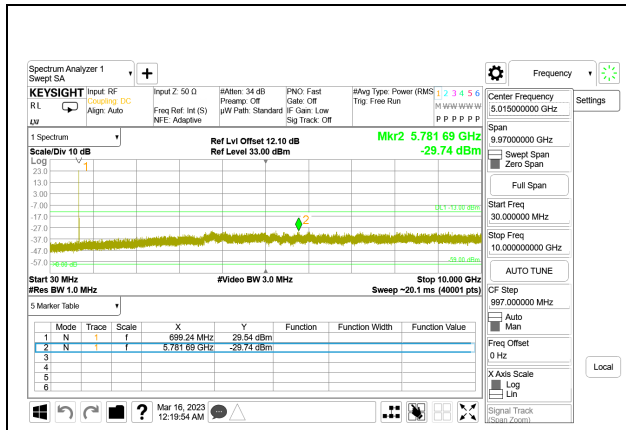 Spectrum Analyzer 1
Swept SA
Frequency
KEYSIGHT
Input: RF
Input Z: 50 Ω
#Atten: 34 dB
PNO: Fast
#Avg Type: Power (RMS
1 2 3 4 5 6
RL
Coupling: DC
Preamp: Off
Gate: Off
Trig: Free Run
M W W W W W
Align: Auto
Freq Ref: Int (S)
µW Path: Standard
IF Gain: Low
NFE: Adaptive
Sig Track: Off
P P P P P P
LXI
1 Spectrum
Scale/Div 10 dB
Ref Lvl Offset 12.10 dB
Ref Level 33.00 dBm
Mkr2 5.781 69 GHz
-29.74 dBm
Log
1
23.0
13.0
3.00
-7.00
DL1 -13.00 dBm
-17.0
2
-27.0
-37.0
-47.0
-57.0
Start 30 MHz
#Video BW 3.0 MHz
Stop 10.000 GHz
#Res BW 1.0 MHz
Sweep ~20.1 ms (40001 pts)
5 Marker Table
Mode Trace Scale X Y Function Function Width Function Value
1 N 1 f 699.24 MHz 29.54 dBm
2 N 1 f 5.781 69 GHz -29.74 dBm
3
4
5
6
Mar 16, 2023
12:19:54 AM
Center Frequency
5.015000000 GHz
Settings
Span
9.97000000 GHz
Swept Span
Zero Span
Full Span
Start Freq
30.000000 MHz
Stop Freq
10.00000000 GHz
AUTO TUNE
CF Step
997.000000 MHz
Auto
Man
Freq Offset
0 Hz
Local
X Axis Scale
Log
Lin
Signal Track
(Span Zoom)